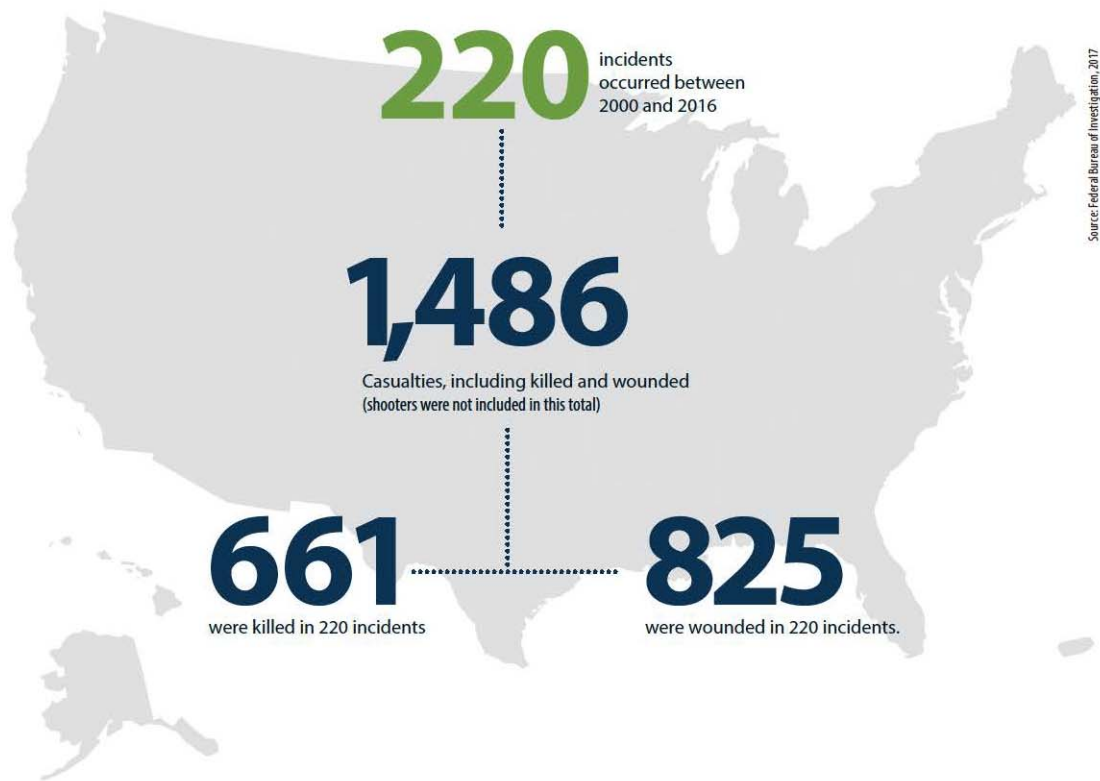 220
incidents
occurred between
2000 and 2016
Source: Federal Bureau of Investigation, 2017
1,486
Casualties, including killed and wounded
(shooters were not included in this total)
661
were killed in 220 incidents
825
were wounded in 220 incidents.